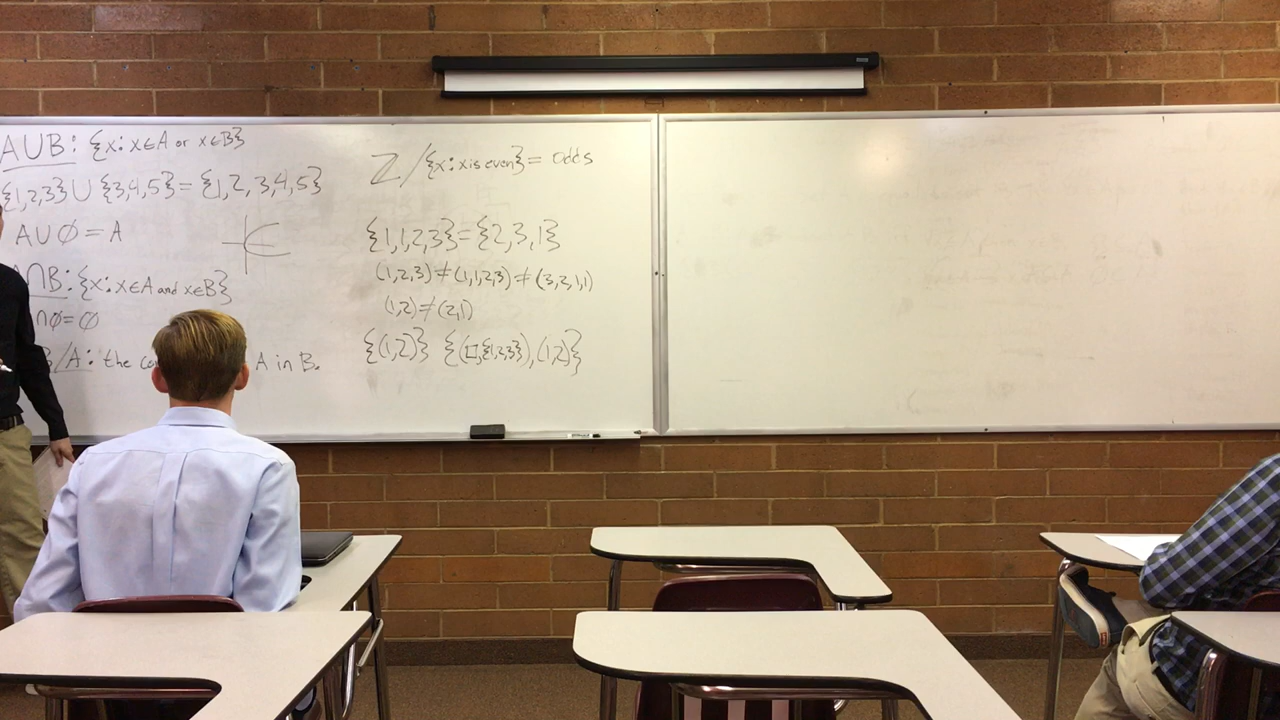 AUB: {x: x∈A or x∈B}
{1,2,3} U {3,4,5} = {1,2,3,4,5}
A U ∅ = A
∩B: {x: x∈A and x∈B}
∩∅ = ∅
/A: the A in B.
ℤ/{x: x is even} = odds
{1,1,2,3} = {2,3,1}
(1,2,3) ≠ (1,1,2,3) ≠ (3,2,1,1)
(1,2) ≠ (2,1)
{(1,2)} {(□,{1,2,3}),(1,2)}